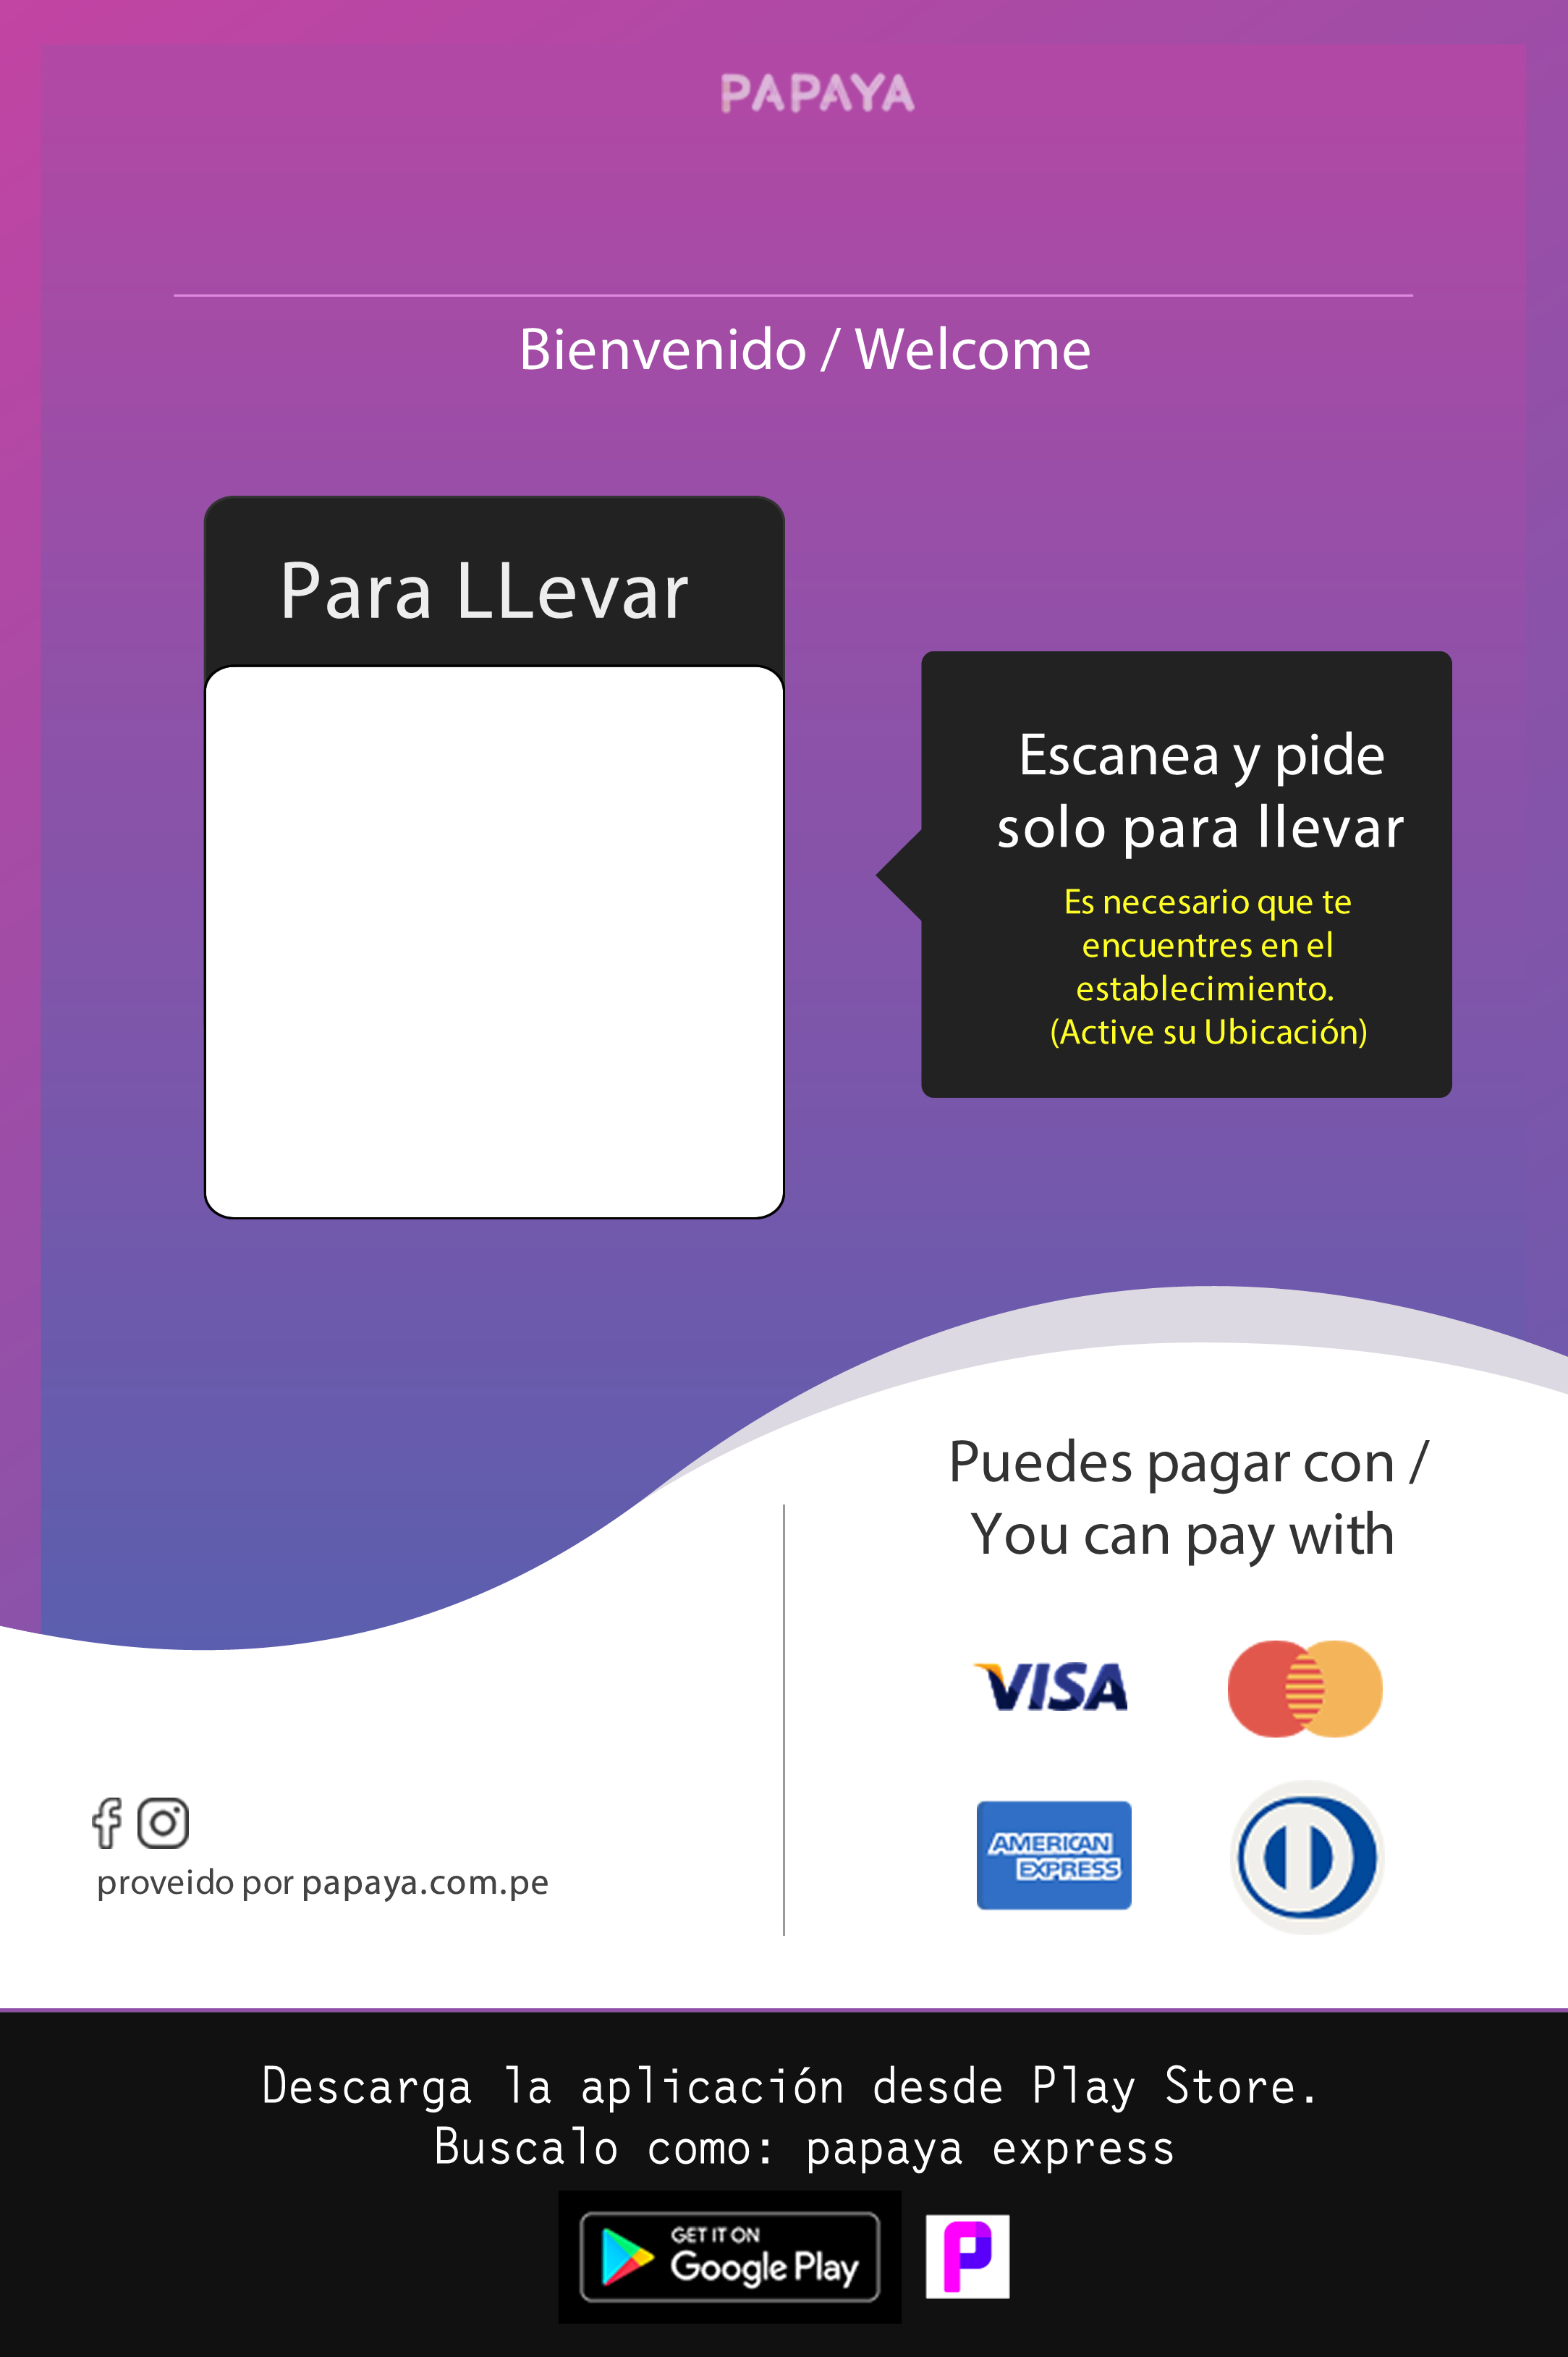 PAPAYA
Bienvenido / Welcome
Para LLevar
Escanea y pide
solo para llevar
Es necesario que te
encuentres en el
establecimiento.
(Active su Ubicación)
Puedes pagar con /
You can pay with
VISA
AMERICAN
EXPRESS
proveido por papaya.com.pe
Descarga la aplicación desde Play Store.
Buscalo como: papaya express
GET IT ON
Google Play